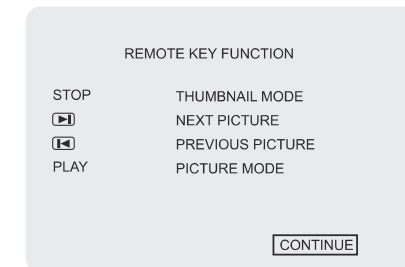 REMOTE KEY FUNCTION
STOP THUMBNAIL MODE
NEXT PICTURE
PREVIOUS PICTURE
PLAY PICTURE MODE
CONTINUE